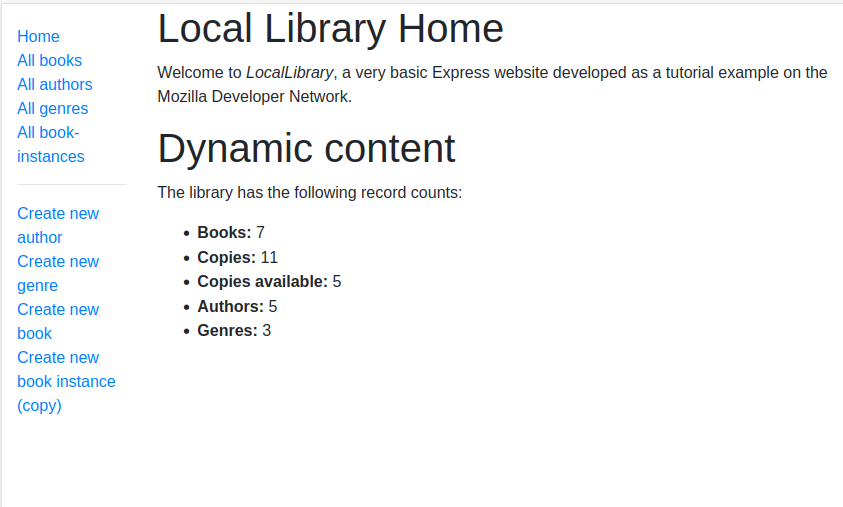 Home
All books
All authors
All genres
All book-
instances
Create new
author
Create new
genre
Create new
book
Create new
book instance
(copy)
Local Library Home
Welcome to LocalLibrary, a very basic Express website developed as a tutorial example on the
Mozilla Developer Network.
Dynamic content
The library has the following record counts:
• Books: 7
• Copies: 11
• Copies available: 5
• Authors: 5
• Genres: 3